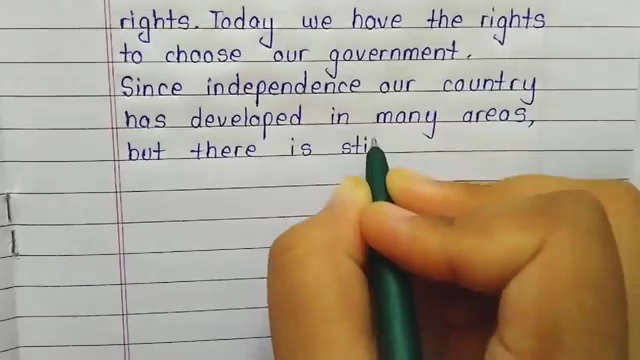 rights. Today we have the rights
to choose our government.
Since independence our country
has developed in many areas,
but there is sti